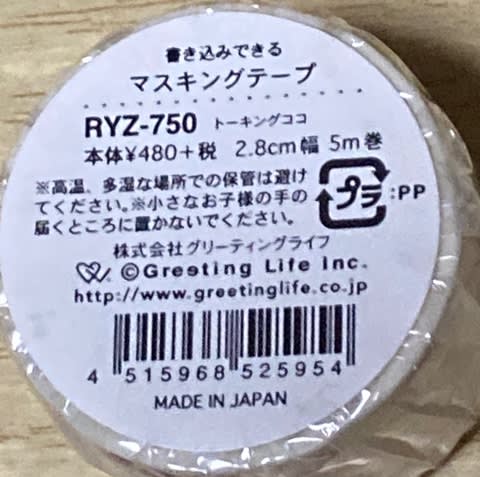 書き込みできる
マスキングテープ
RYZ-750 トーキングココ
本体¥480+税 2.8cm幅 5m巻
※高温、多湿な場所での保管は避け
てください。※小さなお子様の手の
届くところに置かないでください。
プラ :PP
株式会社グリーティングライフ
©Greeting Life Inc.
http://www.greetinglife.co.jp
4 515968 525954
MADE IN JAPAN